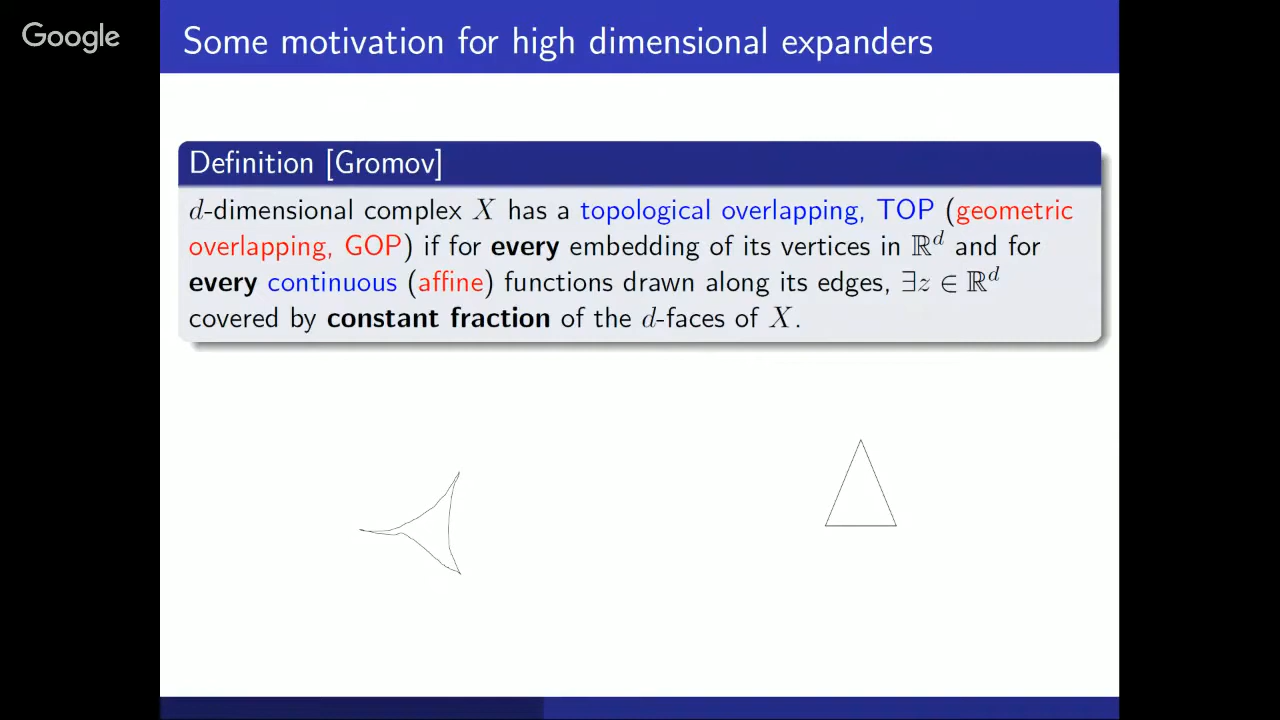 Google
Some motivation for high dimensional expanders
Definition [Gromov]
d-dimensional complex X has a topological overlapping, TOP (geometric
overlapping, GOP) if for every embedding of its vertices in ℝᵈ and for
every continuous (affine) functions drawn along its edges, ∃z ∈ ℝᵈ
covered by constant fraction of the d-faces of X.